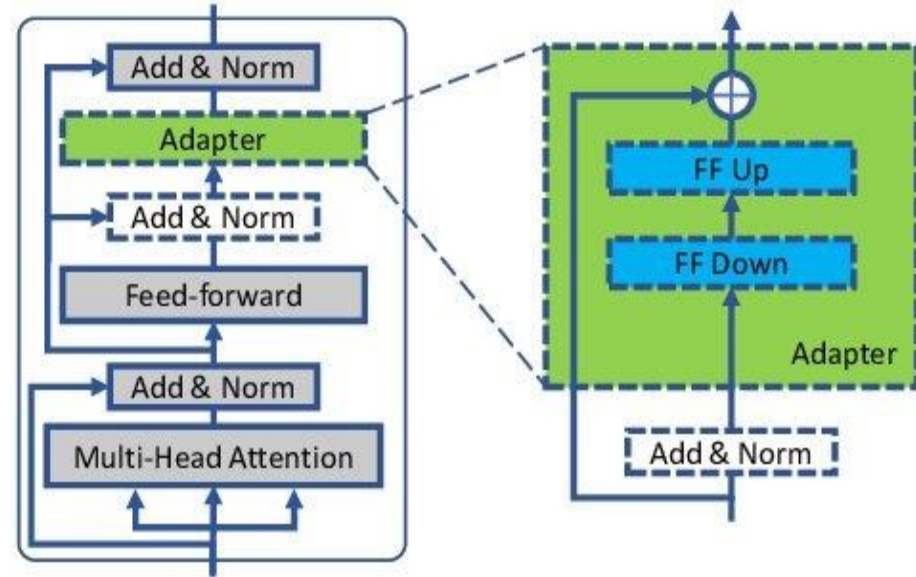 Add & Norm
Adapter
Add & Norm
Feed-forward
Add & Norm
Multi-Head Attention
FF Up
FF Down
Adapter
Add & Norm